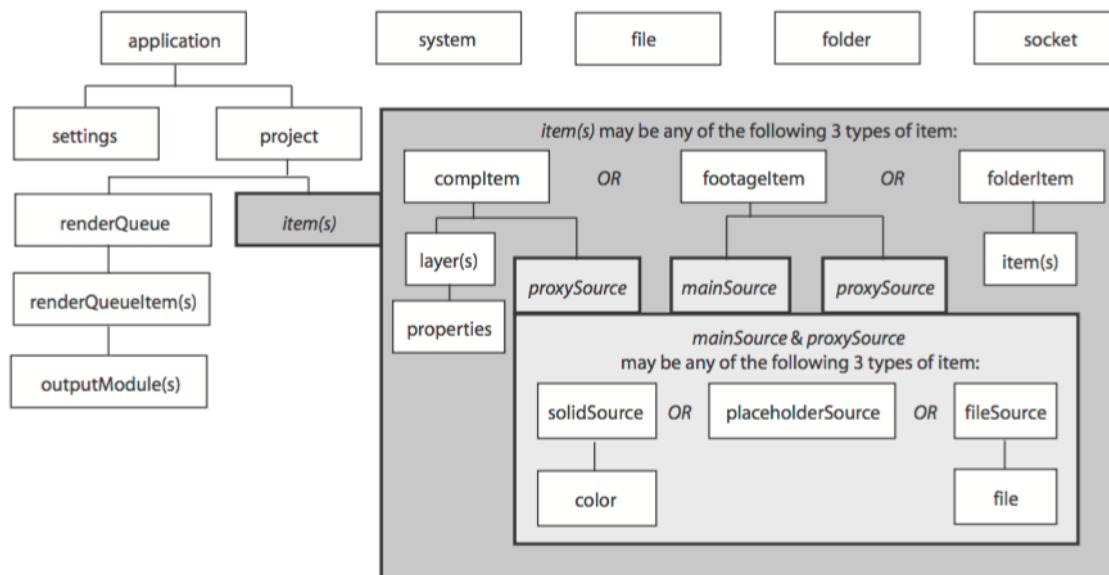 application
system
file
folder
socket
settings
project
item(s) may be any of the following 3 types of item:
compItem
OR
footageItem
OR
folderItem
renderQueue
item(s)
layer(s)
proxySource
mainSource
proxySource
item(s)
renderQueueItem(s)
properties
mainSource & proxySource
may be any of the following 3 types of item:
outputModule(s)
solidSource
OR
placeholderSource
OR
fileSource
color
file